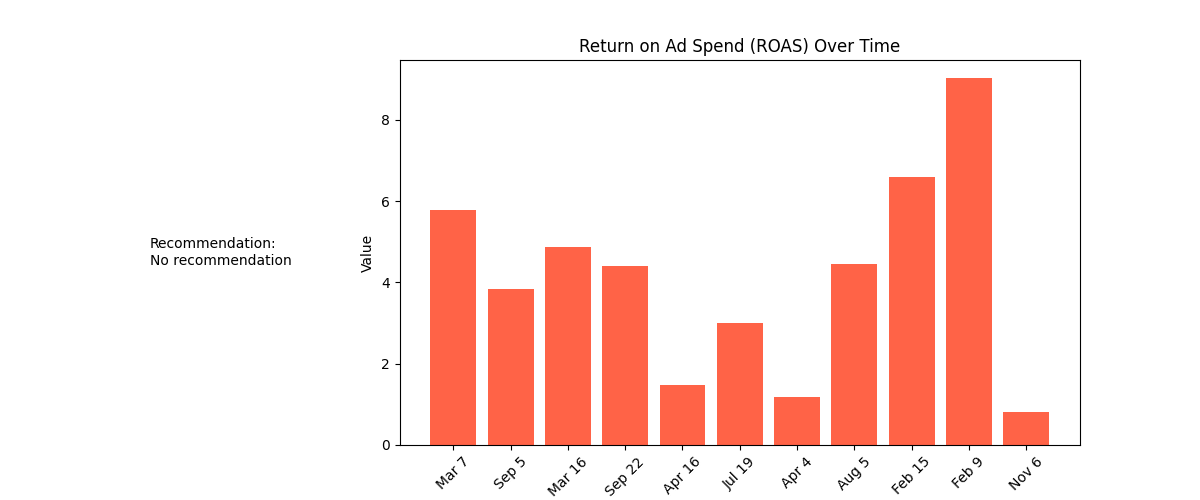 Return on Ad Spend (ROAS) Over Time
Recommendation:
No recommendation
Value
8
6
4
2
0
Mar 7
Sep 5
Mar 16
Sep 22
Apr 16
Jul 19
Apr 4
Aug 5
Feb 15
Feb 9
Nov 6